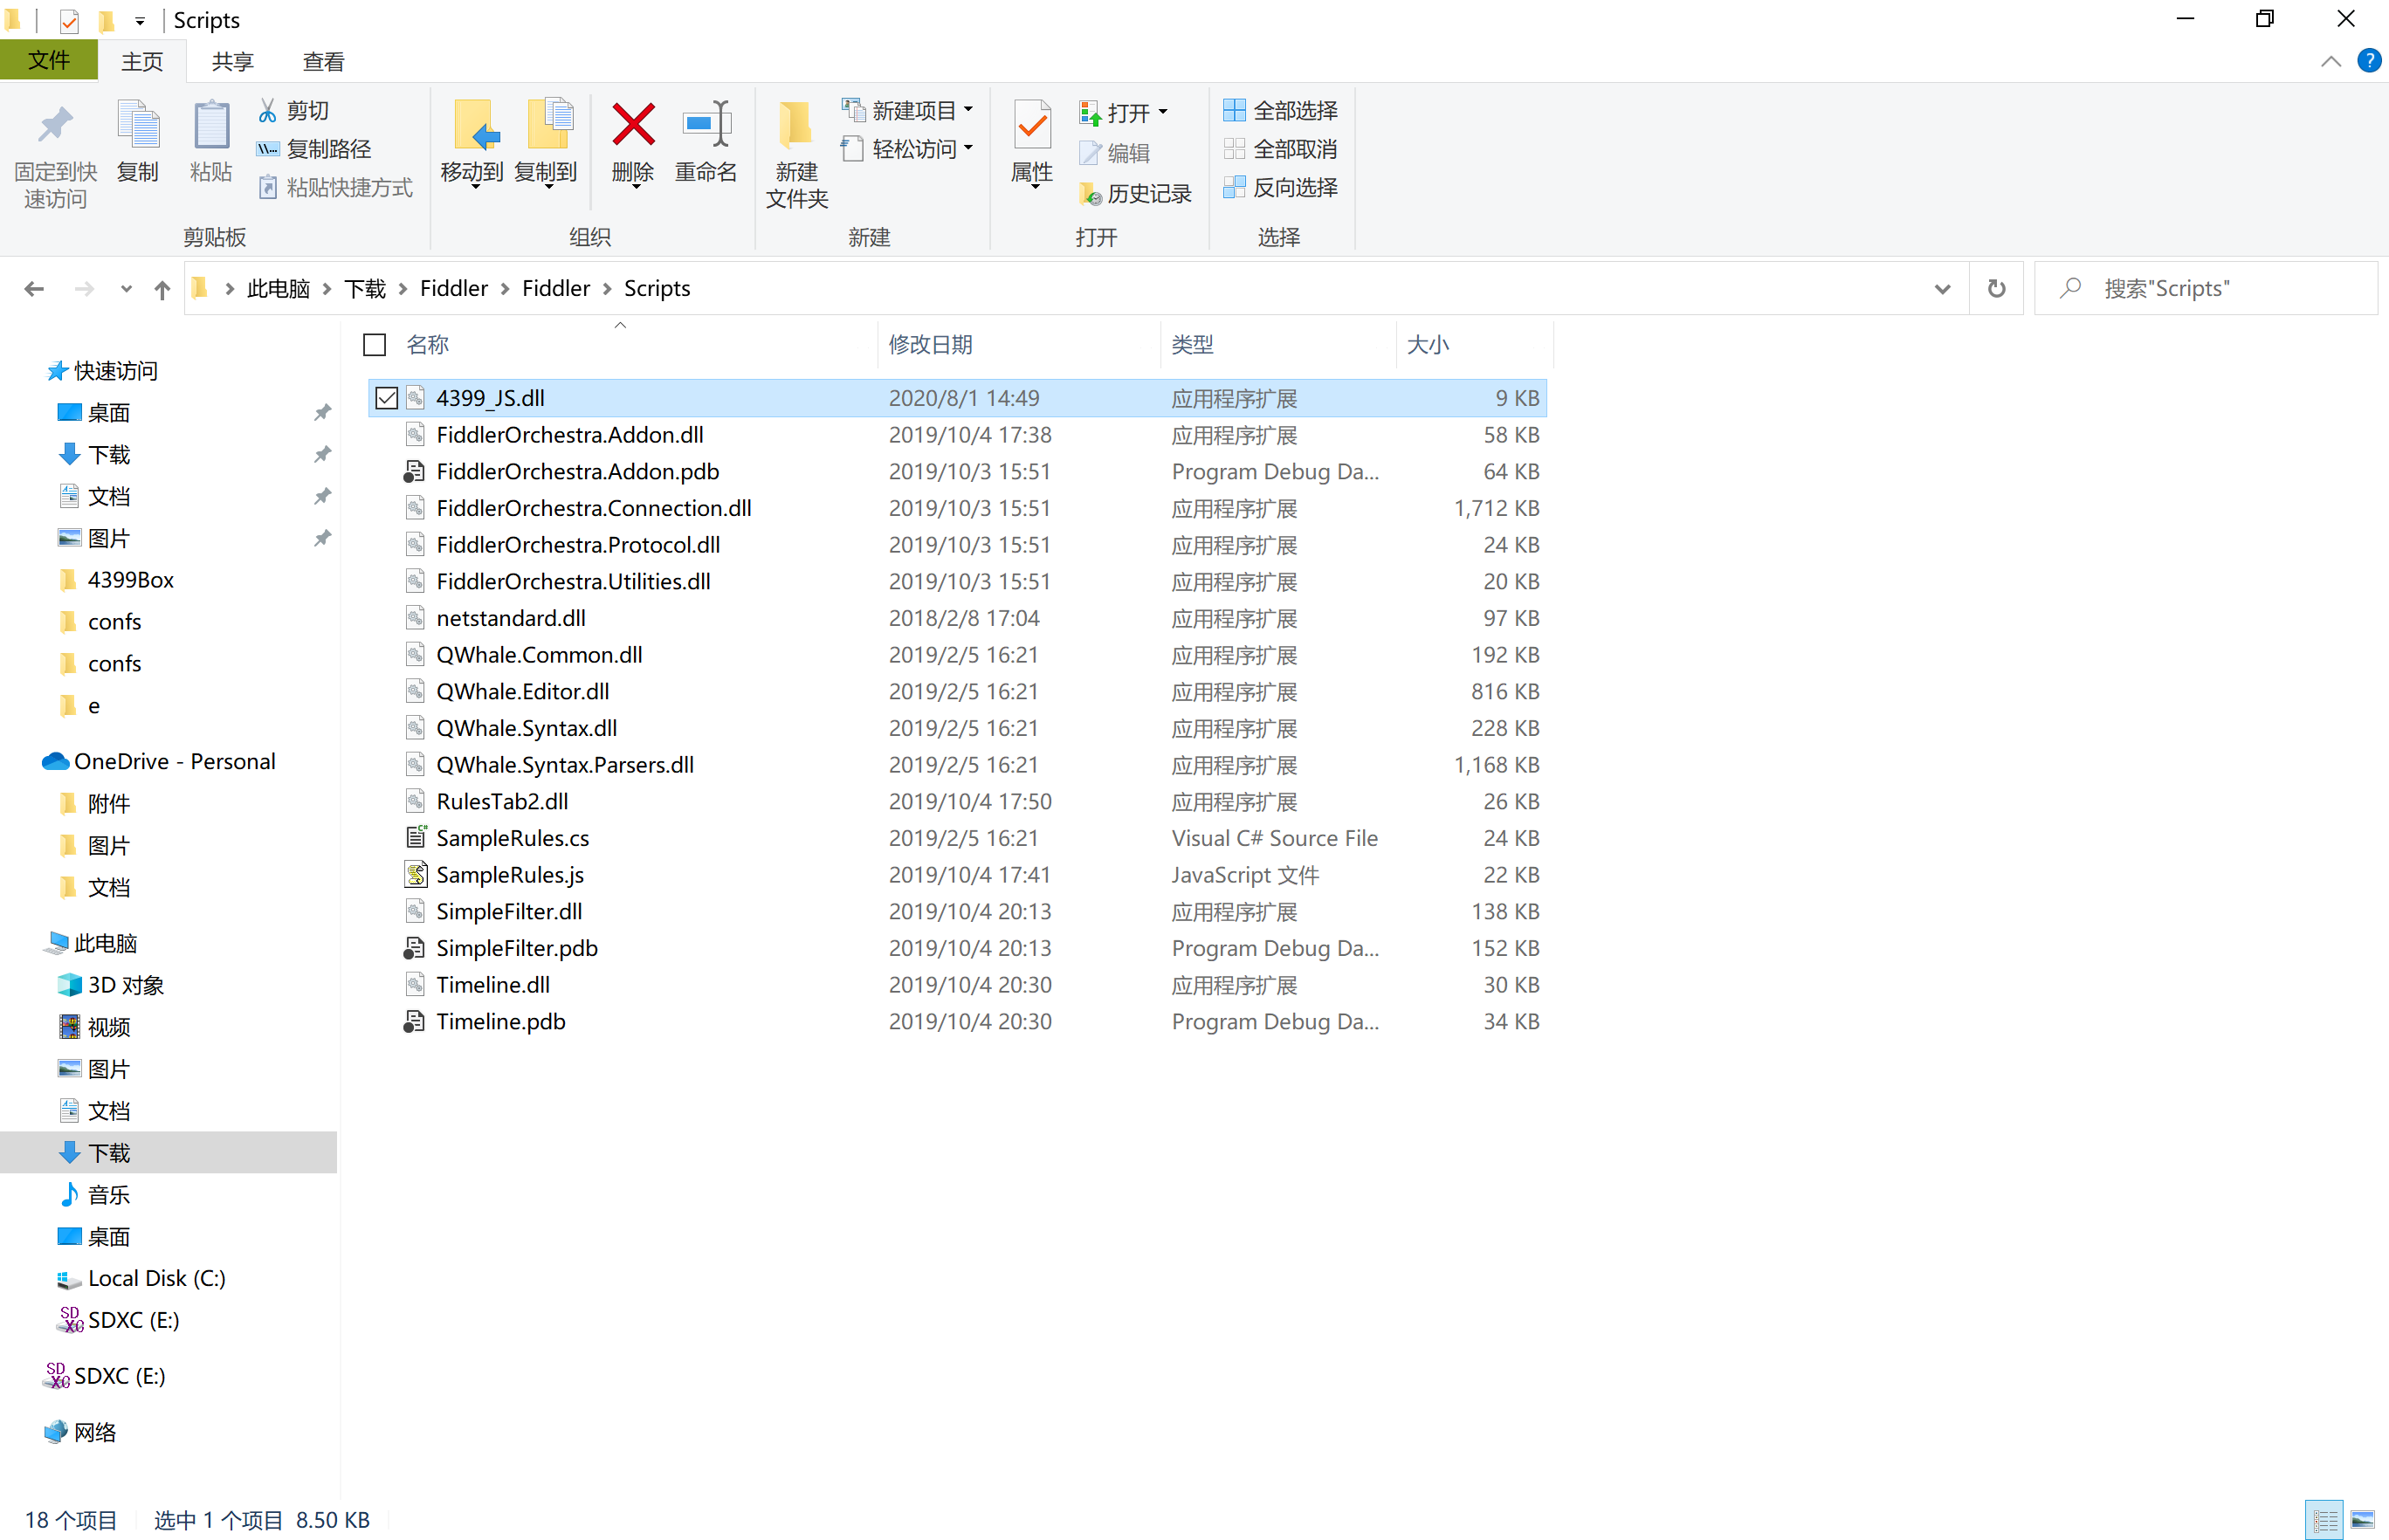 Scripts
文件 主页 共享 查看
固定到快速访问
复制
粘贴
剪切
复制路径
粘贴快捷方式
剪贴板
移动到
复制到
删除
重命名
组织
新建文件夹
新建项目
轻松访问
新建
属性
打开
编辑
历史记录
打开
全部选择
全部取消
反向选择
选择
此电脑 下载 Fiddler Fiddler Scripts
搜索"Scripts"
快速访问
桌面
下载
文档
图片
4399Box
confs
confs
e
OneDrive - Personal
附件
图片
文档
此电脑
3D 对象
视频
图片
文档
下载
音乐
桌面
Local Disk (C:)
SDXC (E:)
SDXC (E:)
网络
名称 修改日期 类型 大小
4399_JS.dll 2020/8/1 14:49 应用程序扩展 9 KB
FiddlerOrchestra.Addon.dll 2019/10/4 17:38 应用程序扩展 58 KB
FiddlerOrchestra.Addon.pdb 2019/10/3 15:51 Program Debug Da... 64 KB
FiddlerOrchestra.Connection.dll 2019/10/3 15:51 应用程序扩展 1,712 KB
FiddlerOrchestra.Protocol.dll 2019/10/3 15:51 应用程序扩展 24 KB
FiddlerOrchestra.Utilities.dll 2019/10/3 15:51 应用程序扩展 20 KB
netstandard.dll 2018/2/8 17:04 应用程序扩展 97 KB
QWhale.Common.dll 2019/2/5 16:21 应用程序扩展 192 KB
QWhale.Editor.dll 2019/2/5 16:21 应用程序扩展 816 KB
QWhale.Syntax.dll 2019/2/5 16:21 应用程序扩展 228 KB
QWhale.Syntax.Parsers.dll 2019/2/5 16:21 应用程序扩展 1,168 KB
RulesTab2.dll 2019/10/4 17:50 应用程序扩展 26 KB
SampleRules.cs 2019/2/5 16:21 Visual C# Source File 24 KB
SampleRules.js 2019/10/4 17:41 JavaScript 文件 22 KB
SimpleFilter.dll 2019/10/4 20:13 应用程序扩展 138 KB
SimpleFilter.pdb 2019/10/4 20:13 Program Debug Da... 152 KB
Timeline.dll 2019/10/4 20:30 应用程序扩展 30 KB
Timeline.pdb 2019/10/4 20:30 Program Debug Da... 34 KB
18 个项目 选中 1 个项目 8.50 KB